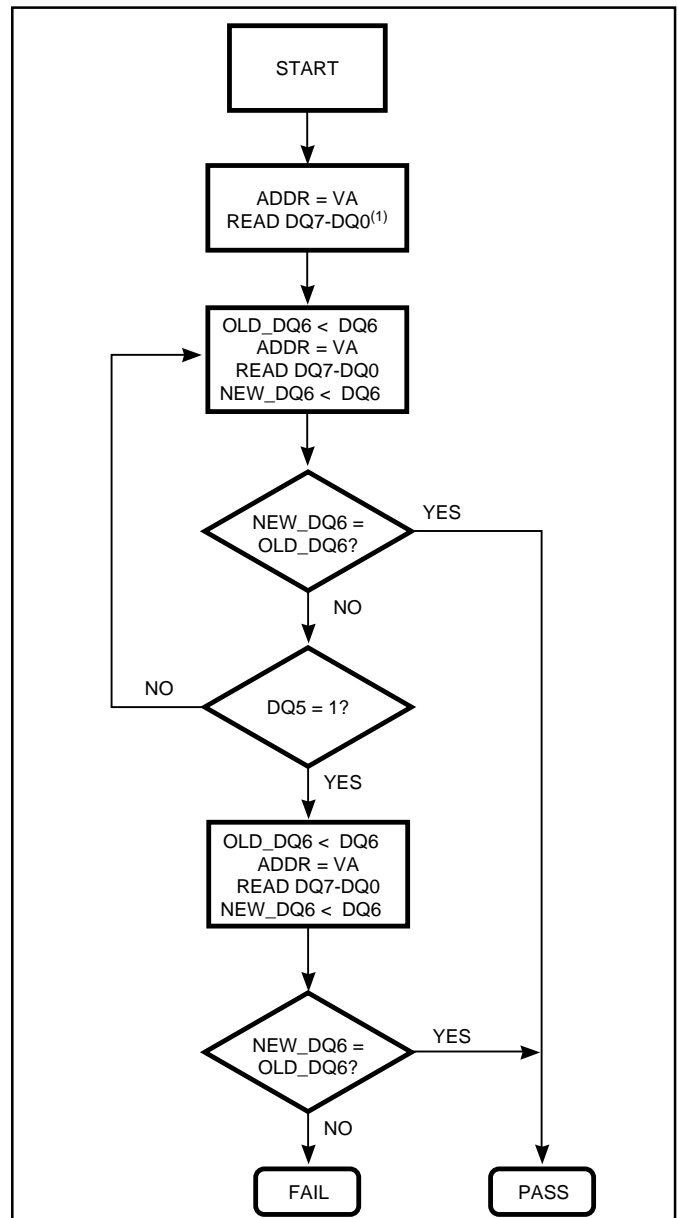 START
ADDR = VA
READ DQ7-DQ0(1)
OLD_DQ6 < DQ6
ADDR = VA
READ DQ7-DQ0
NEW_DQ6 < DQ6
NEW_DQ6 =
OLD_DQ6?
YES
NO
DQ5 = 1?
NO
YES
OLD_DQ6 < DQ6
ADDR = VA
READ DQ7-DQ0
NEW_DQ6 < DQ6
NEW_DQ6 =
OLD_DQ6?
YES
NO
FAIL
PASS